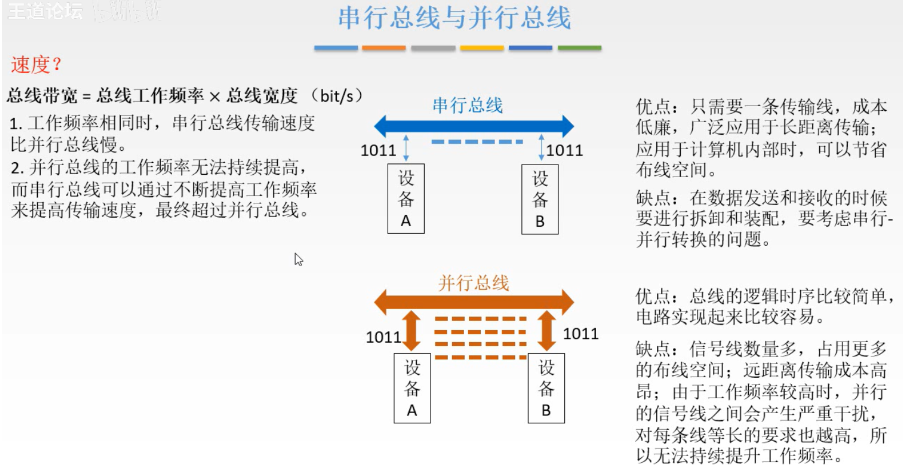 王道论坛
串行总线与并行总线
速度？
总线带宽 = 总线工作频率 × 总线宽度 （bit/s）
1. 工作频率相同时，串行总线传输速度
比并行总线慢。
2. 并行总线的工作频率无法持续提高，
而串行总线可以通过不断提高工作频率
来提高传输速度，最终超过并行总线。
串行总线
1011
1011
设
备
A
设
备
B
优点：只需要一条传输线，成本
低廉，广泛应用于长距离传输；
应用于计算机内部时，可以节省
布线空间。
缺点：在数据发送和接收的时候
要进行拆卸和装配，要考虑串行-
并行转换的问题。
并行总线
1011
1011
设
备
A
设
备
B
优点：总线的逻辑时序比较简单，
电路实现起来比较容易。
缺点：信号线数量多，占用更多
的布线空间；远距离传输成本高
昂；由于工作频率较高时，并行
的信号线之间会产生严重干扰，
对每条线等长的要求也越高，所
以无法持续提升工作频率。